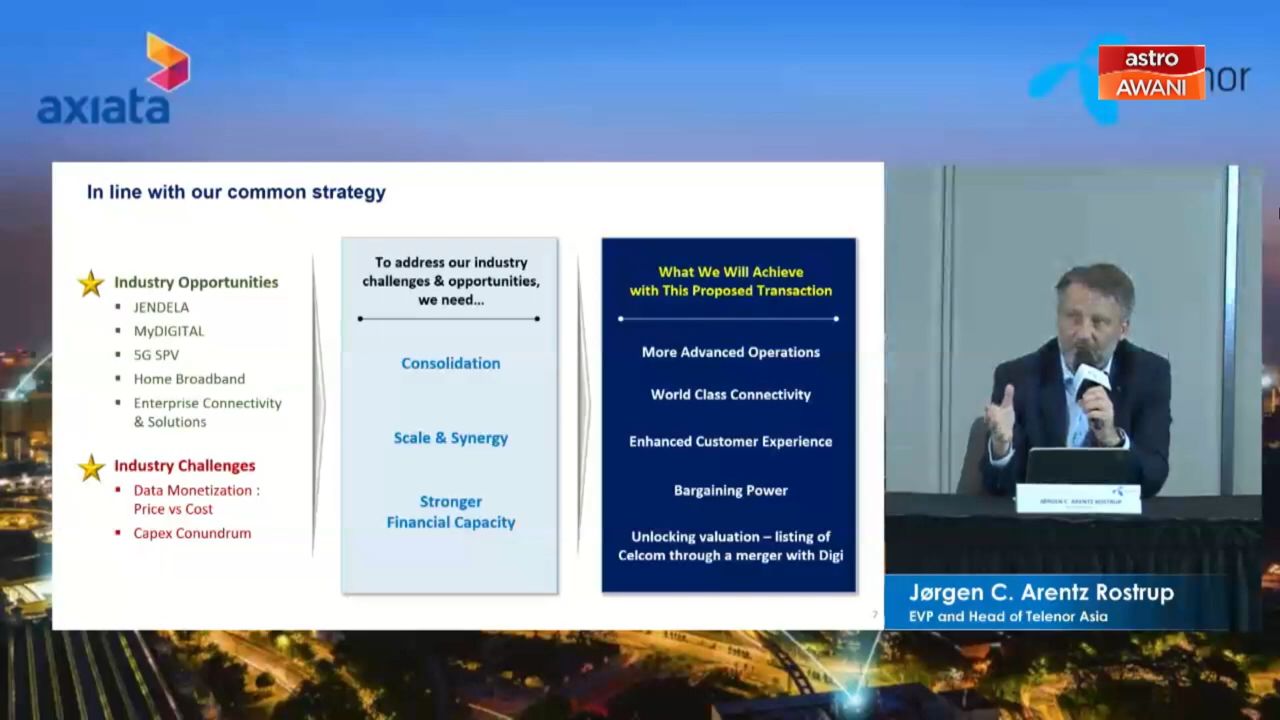 axiata
astro
AWANI
nor
In line with our common strategy
Industry Opportunities
JENDELA
MyDIGITAL
5G SPV
Home Broadband
Enterprise Connectivity
& Solutions
Industry Challenges
Data Monetization :
Price vs Cost
Capex Conundrum
To address our industry
challenges & opportunities,
we need...
Consolidation
Scale & Synergy
Stronger
Financial Capacity
What We Will Achieve
with This Proposed Transaction
More Advanced Operations
World Class Connectivity
Enhanced Customer Experience
Bargaining Power
Unlocking valuation – listing of
Celcom through a merger with Digi
7
JØRGEN C. ARENTZ ROSTRUP
Jørgen C. Arentz Rostrup
EVP and Head of Telenor Asia